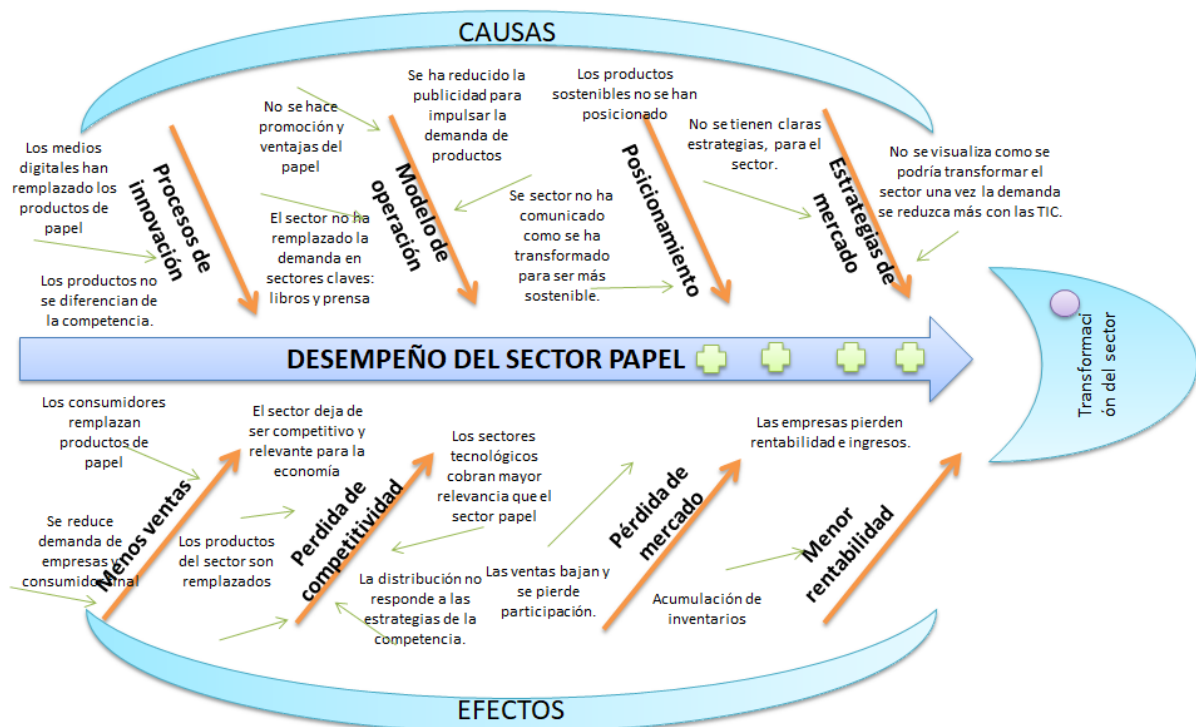 CAUSAS
Los medios
digitales han
remplazado los
productos de
papel
Los productos no
se diferencian de
la competencia.
Procesos de
innovación
No se hace
promoción y
ventajas del
papel
El sector no ha
remplazado la
demanda en
sectores claves:
libros y prensa
Se ha reducido la
publicidad para
impulsar la
demanda de
productos
Modelo de
operación
Los productos
sostenibles no se han
posicionado
Se sector no ha
comunicado
como se ha
transformado
para ser más
sostenible.
Posicionamiento
No se tienen claras
estrategias, para el
sector.
Estrategias de
mercado
No se visualiza como se
podría transformar el
sector una vez la demanda
se reduzca más con las TIC.
DESEMPEÑO DEL SECTOR PAPEL
Transformaci
ón del sector
Los consumidores
remplazan
productos de
papel
Se reduce
demanda de
empresas y
consumidor final
Menos ventas
El sector deja de
ser competitivo y
relevante para la
economía
Los productos
del sector son
remplazados
Perdida de
competitividad
Los sectores
tecnológicos
cobran mayor
relevancia que el
sector papel
La distribución no
responde a las
estrategias de la
competencia.
Las ventas bajan y
se pierde
participación.
Pérdida de
mercado
Las empresas pierden
rentabilidad e ingresos.
Acumulación de
inventarios
Menor
rentabilidad
EFECTOS